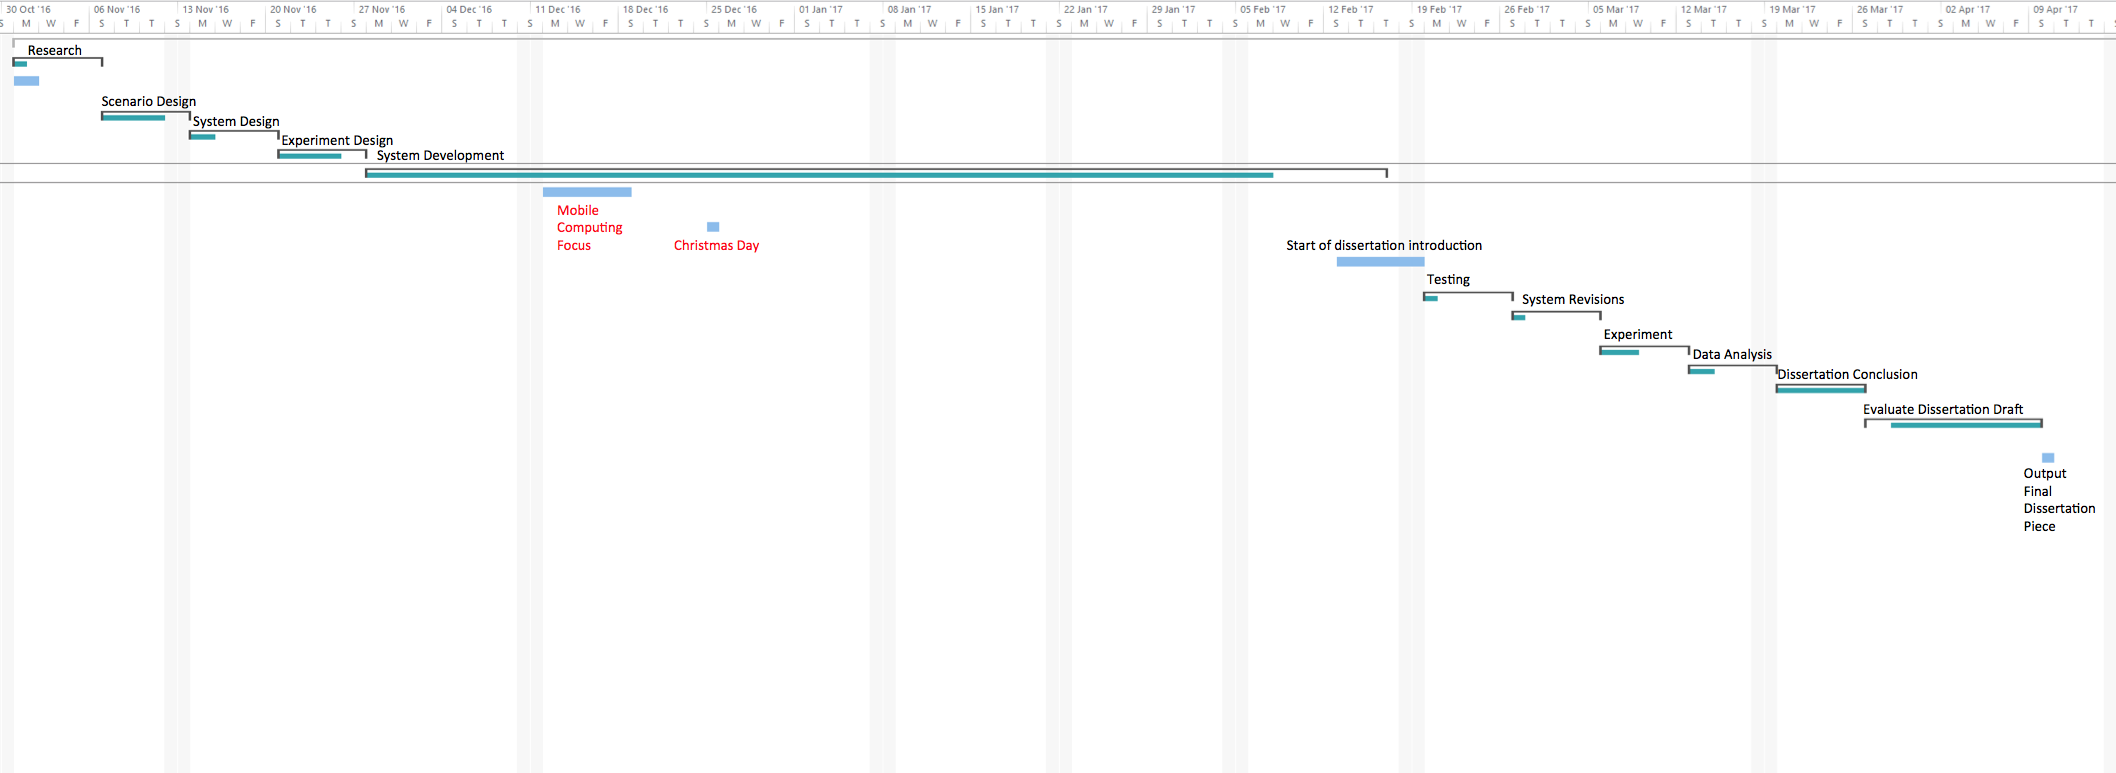 30 Oct '16 06 Nov '16 13 Nov '16 20 Nov '16 27 Nov '16 04 Dec '16 11 Dec '16 18 Dec '16 25 Dec '16 01 Jan '17 08 Jan '17 15 Jan '17 22 Jan '17 29 Jan '17 05 Feb '17 12 Feb '17 19 Feb '17 26 Feb '17 05 Mar '17 12 Mar '17 19 Mar '17 26 Mar '17 02 Apr '17 09 Apr '17
S M W F S T T S M W F S T T S M W F S T T S M W F S T T S M W F S T T S M W F S T T S M W F S T T S M W F S T T S M W F S T T S M W F S T T S M W F S T T S M W F S T T S
Research
Scenario Design
System Design
Experiment Design
System Development
Mobile
Computing
Focus
Christmas Day
Start of dissertation introduction
Testing
System Revisions
Experiment
Data Analysis
Dissertation Conclusion
Evaluate Dissertation Draft
Output
Final
Dissertation
Piece